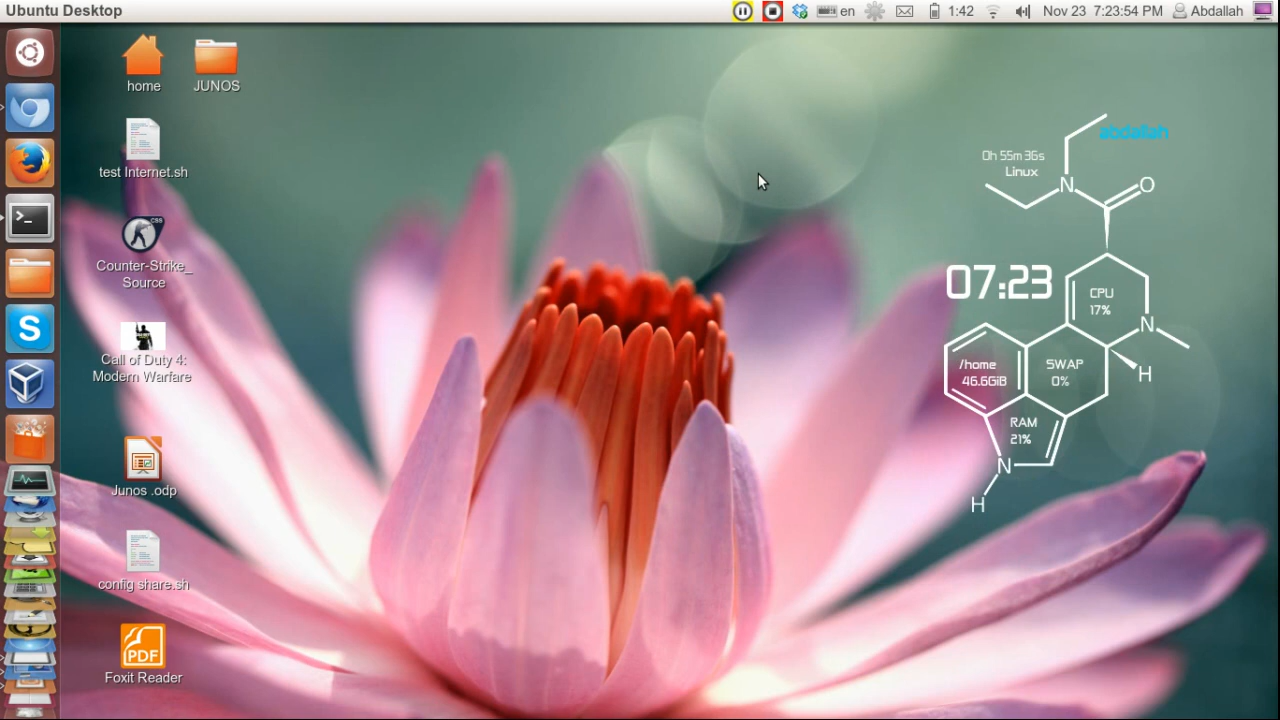 Ubuntu Desktop
en
1:42
Nov 23 7:23:54 PM
Abdallah
home
JUNOS
test Internet.sh
CSS
Counter-Strike_
Source
Call of Duty 4:
Modern Warfare
Junos .odp
config share.sh
PDF
Foxit Reader
>_
S
abdallah
0h 55m 36s
Linux
N
O
07:23
CPU
17%
N
/home
46.6GiB
SWAP
0%
H
RAM
21%
N
H